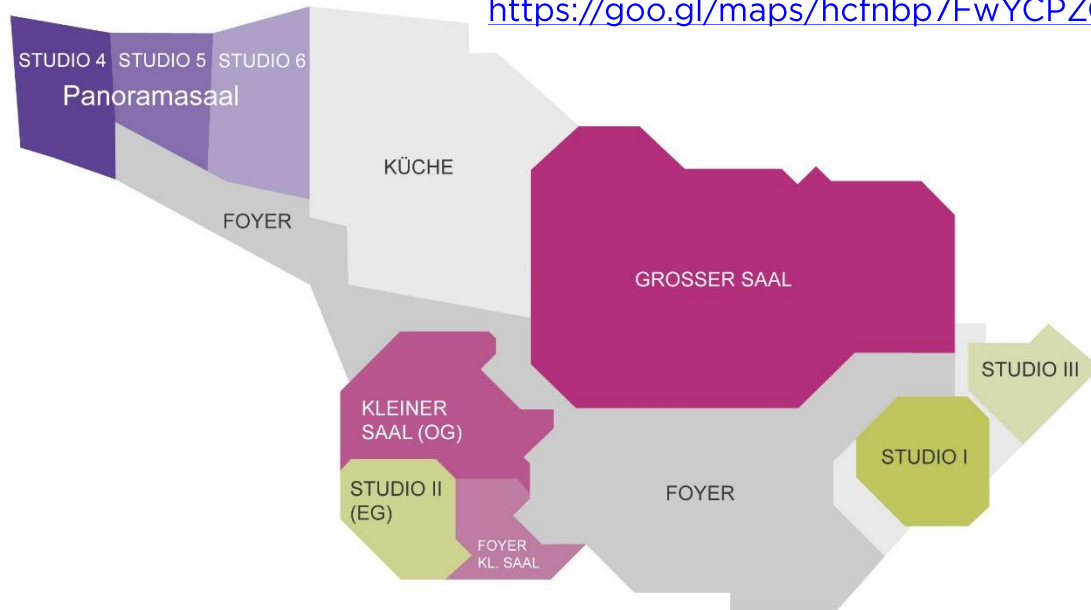 https://goo.gl/maps/hcfnbp7FwYCPZ
STUDIO 4
STUDIO 5
STUDIO 6
Panoramasaal
KÜCHE
FOYER
GROSSER SAAL
STUDIO III
KLEINER
SAAL (OG)
STUDIO I
STUDIO II
(EG)
FOYER
FOYER
KL. SAAL